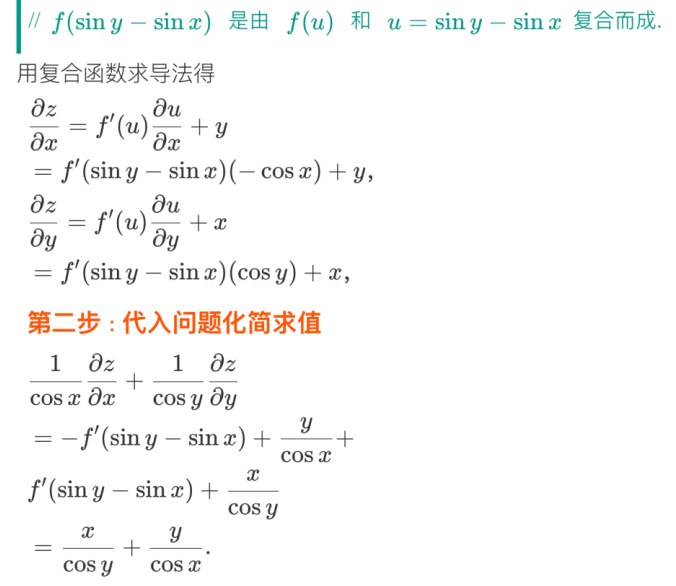 // f(sin y − sin x) 是由 f(u) 和 u = sin y − sin x 复合而成.
用复合函数求导法得
∂z/∂x = f′(u) ∂u/∂x + y
= f′(sin y − sin x)(− cos x) + y,
∂z/∂y = f′(u) ∂u/∂y + x
= f′(sin y − sin x)(cos y) + x,
第二步：代入问题化简求值
1/cos x ∂z/∂x + 1/cos y ∂z/∂y
= −f′(sin y − sin x) + y/cos x +
f′(sin y − sin x) + x/cos y
= x/cos y + y/cos x.